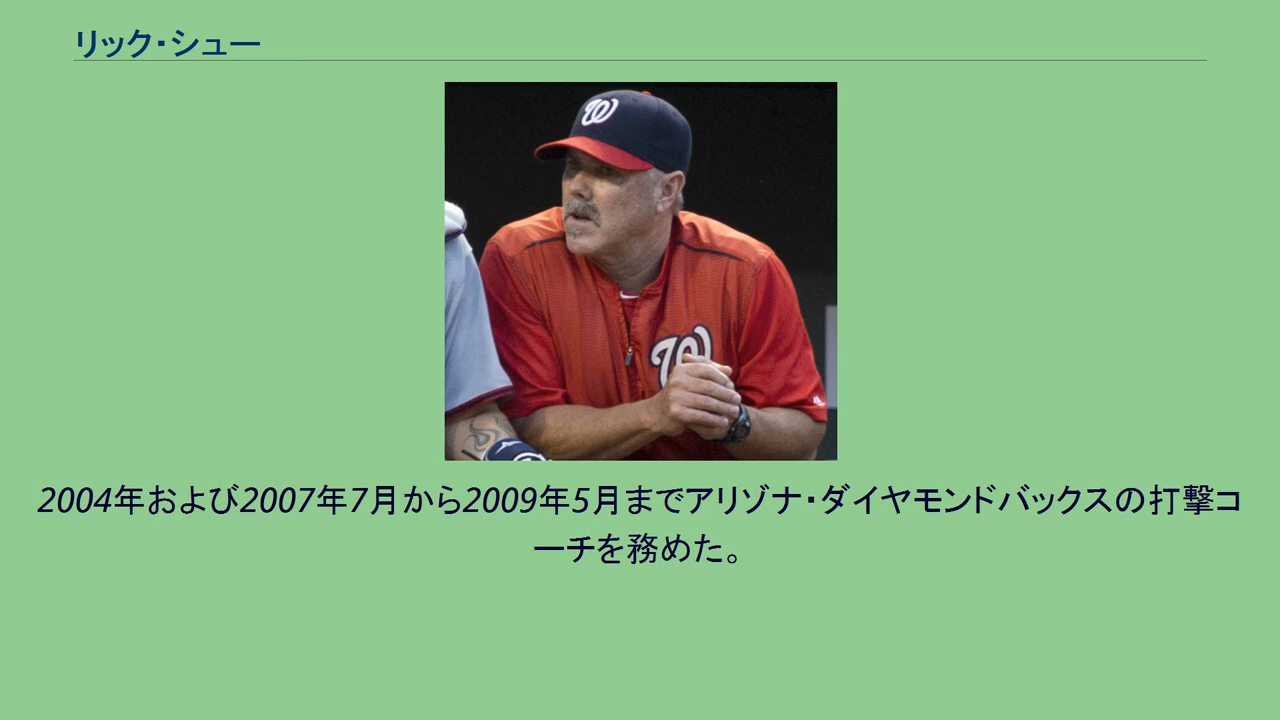 リック・シュー
W
W
2004年および2007年7月から2009年5月までアリゾナ・ダイヤモンドバックスの打撃コ
ーチを務めた。